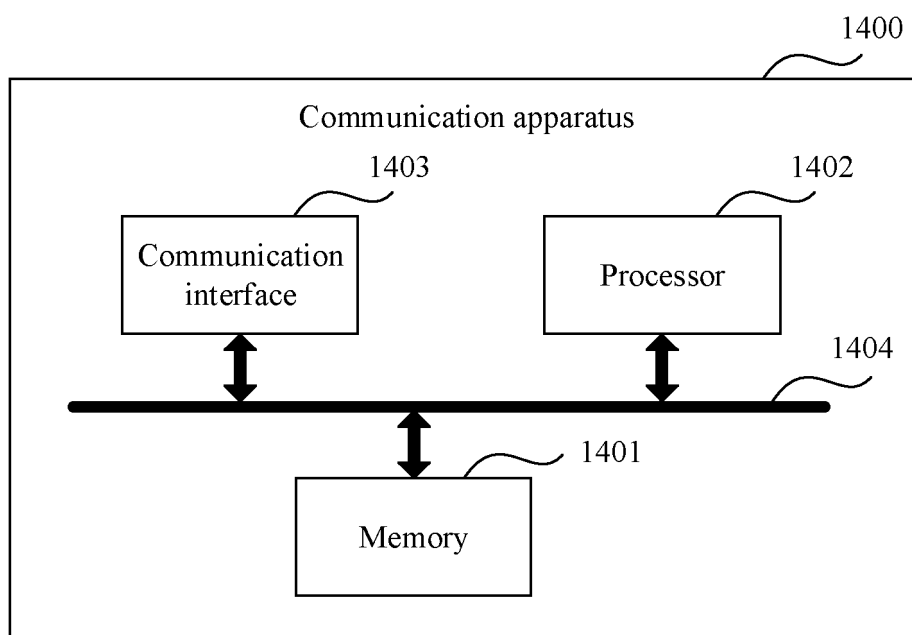 1400
Communication apparatus
1403
1402
Communication
interface
Processor
1404
1401
Memory